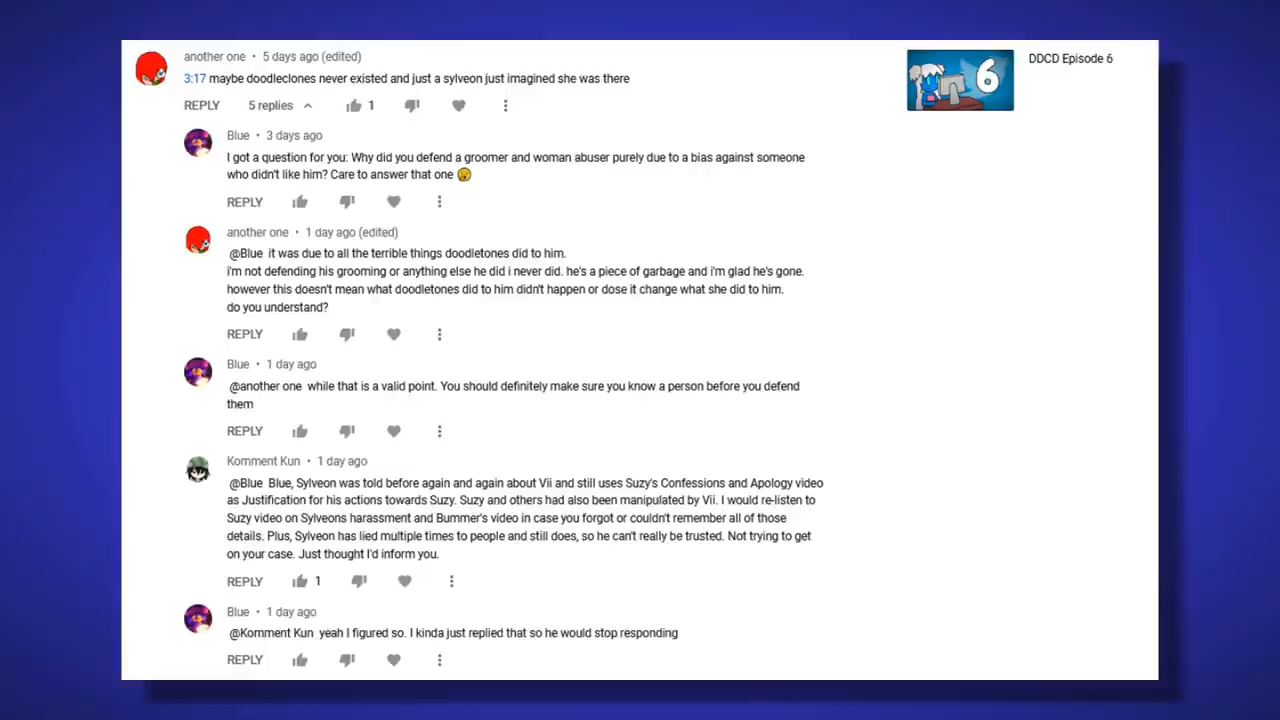 another one • 5 days ago (edited)
3:17 maybe doodleclones never existed and just a sylveon just imagined she was there
REPLY 5 replies 1
6
DDCD Episode 6
Blue • 3 days ago
I got a question for you: Why did you defend a groomer and woman abuser purely due to a bias against someone
who didn't like him? Care to answer that one
REPLY
another one • 1 day ago (edited)
@Blue it was due to all the terrible things doodletones did to him.
i'm not defending his grooming or anything else he did i never did. he's a piece of garbage and i'm glad he's gone.
however this doesn't mean what doodletones did to him didn't happen or dose it change what she did to him.
do you understand?
REPLY
Blue • 1 day ago
@another one while that is a valid point. You should definitely make sure you know a person before you defend
them
REPLY
Komment Kun • 1 day ago
@Blue Blue, Sylveon was told before again and again about Vii and still uses Suzy's Confessions and Apology video
as Justification for his actions towards Suzy. Suzy and others had also been manipulated by Vii. I would re-listen to
Suzy video on Sylveons harassment and Bummer's video in case you forgot or couldn't remember all of those
details. Plus, Sylveon has lied multiple times to people and still does, so he can't really be trusted. Not trying to get
on your case. Just thought I'd inform you.
REPLY 1
Blue • 1 day ago
@Komment Kun yeah I figured so. I kinda just replied that so he would stop responding
REPLY